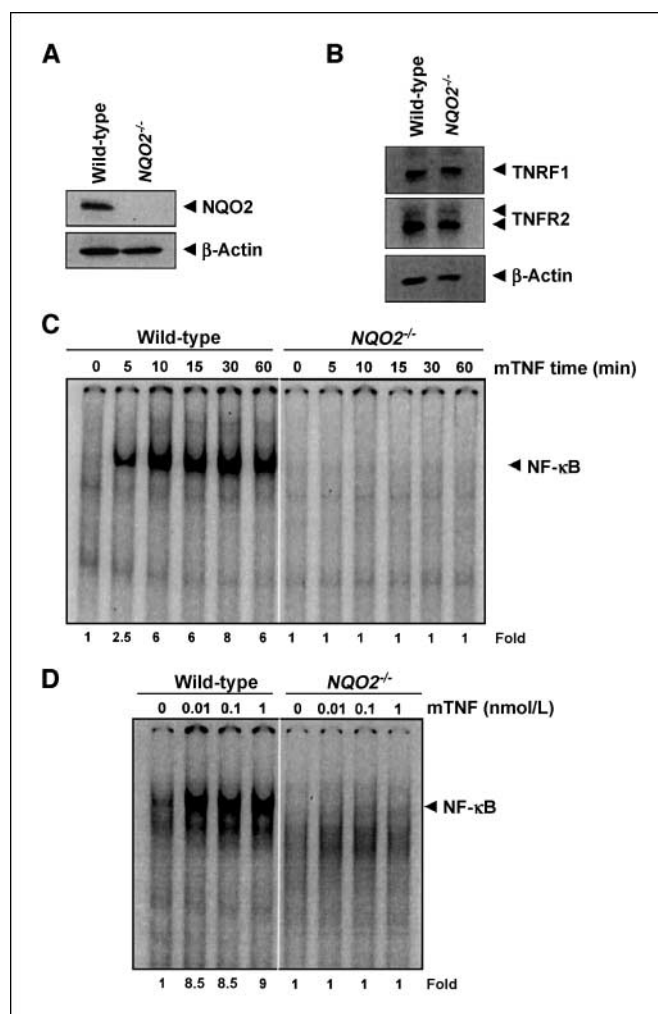 A
Wild-type
NQO2-/-
◄ NQO2
◄ β-Actin
B
Wild-type
NQO2-/-
◄ TNRF1
◄ TNFR2
◄ β-Actin
C
Wild-type NQO2-/-
0 5 10 15 30 60 0 5 10 15 30 60 mTNF time (min)
◄ NF-κB
1 2.5 6 6 8 6 1 1 1 1 1 1 Fold
D
Wild-type NQO2-/-
0 0.01 0.1 1 0 0.01 0.1 1 mTNF (nmol/L)
◄ NF-κB
1 8.5 8.5 9 1 1 1 1 Fold